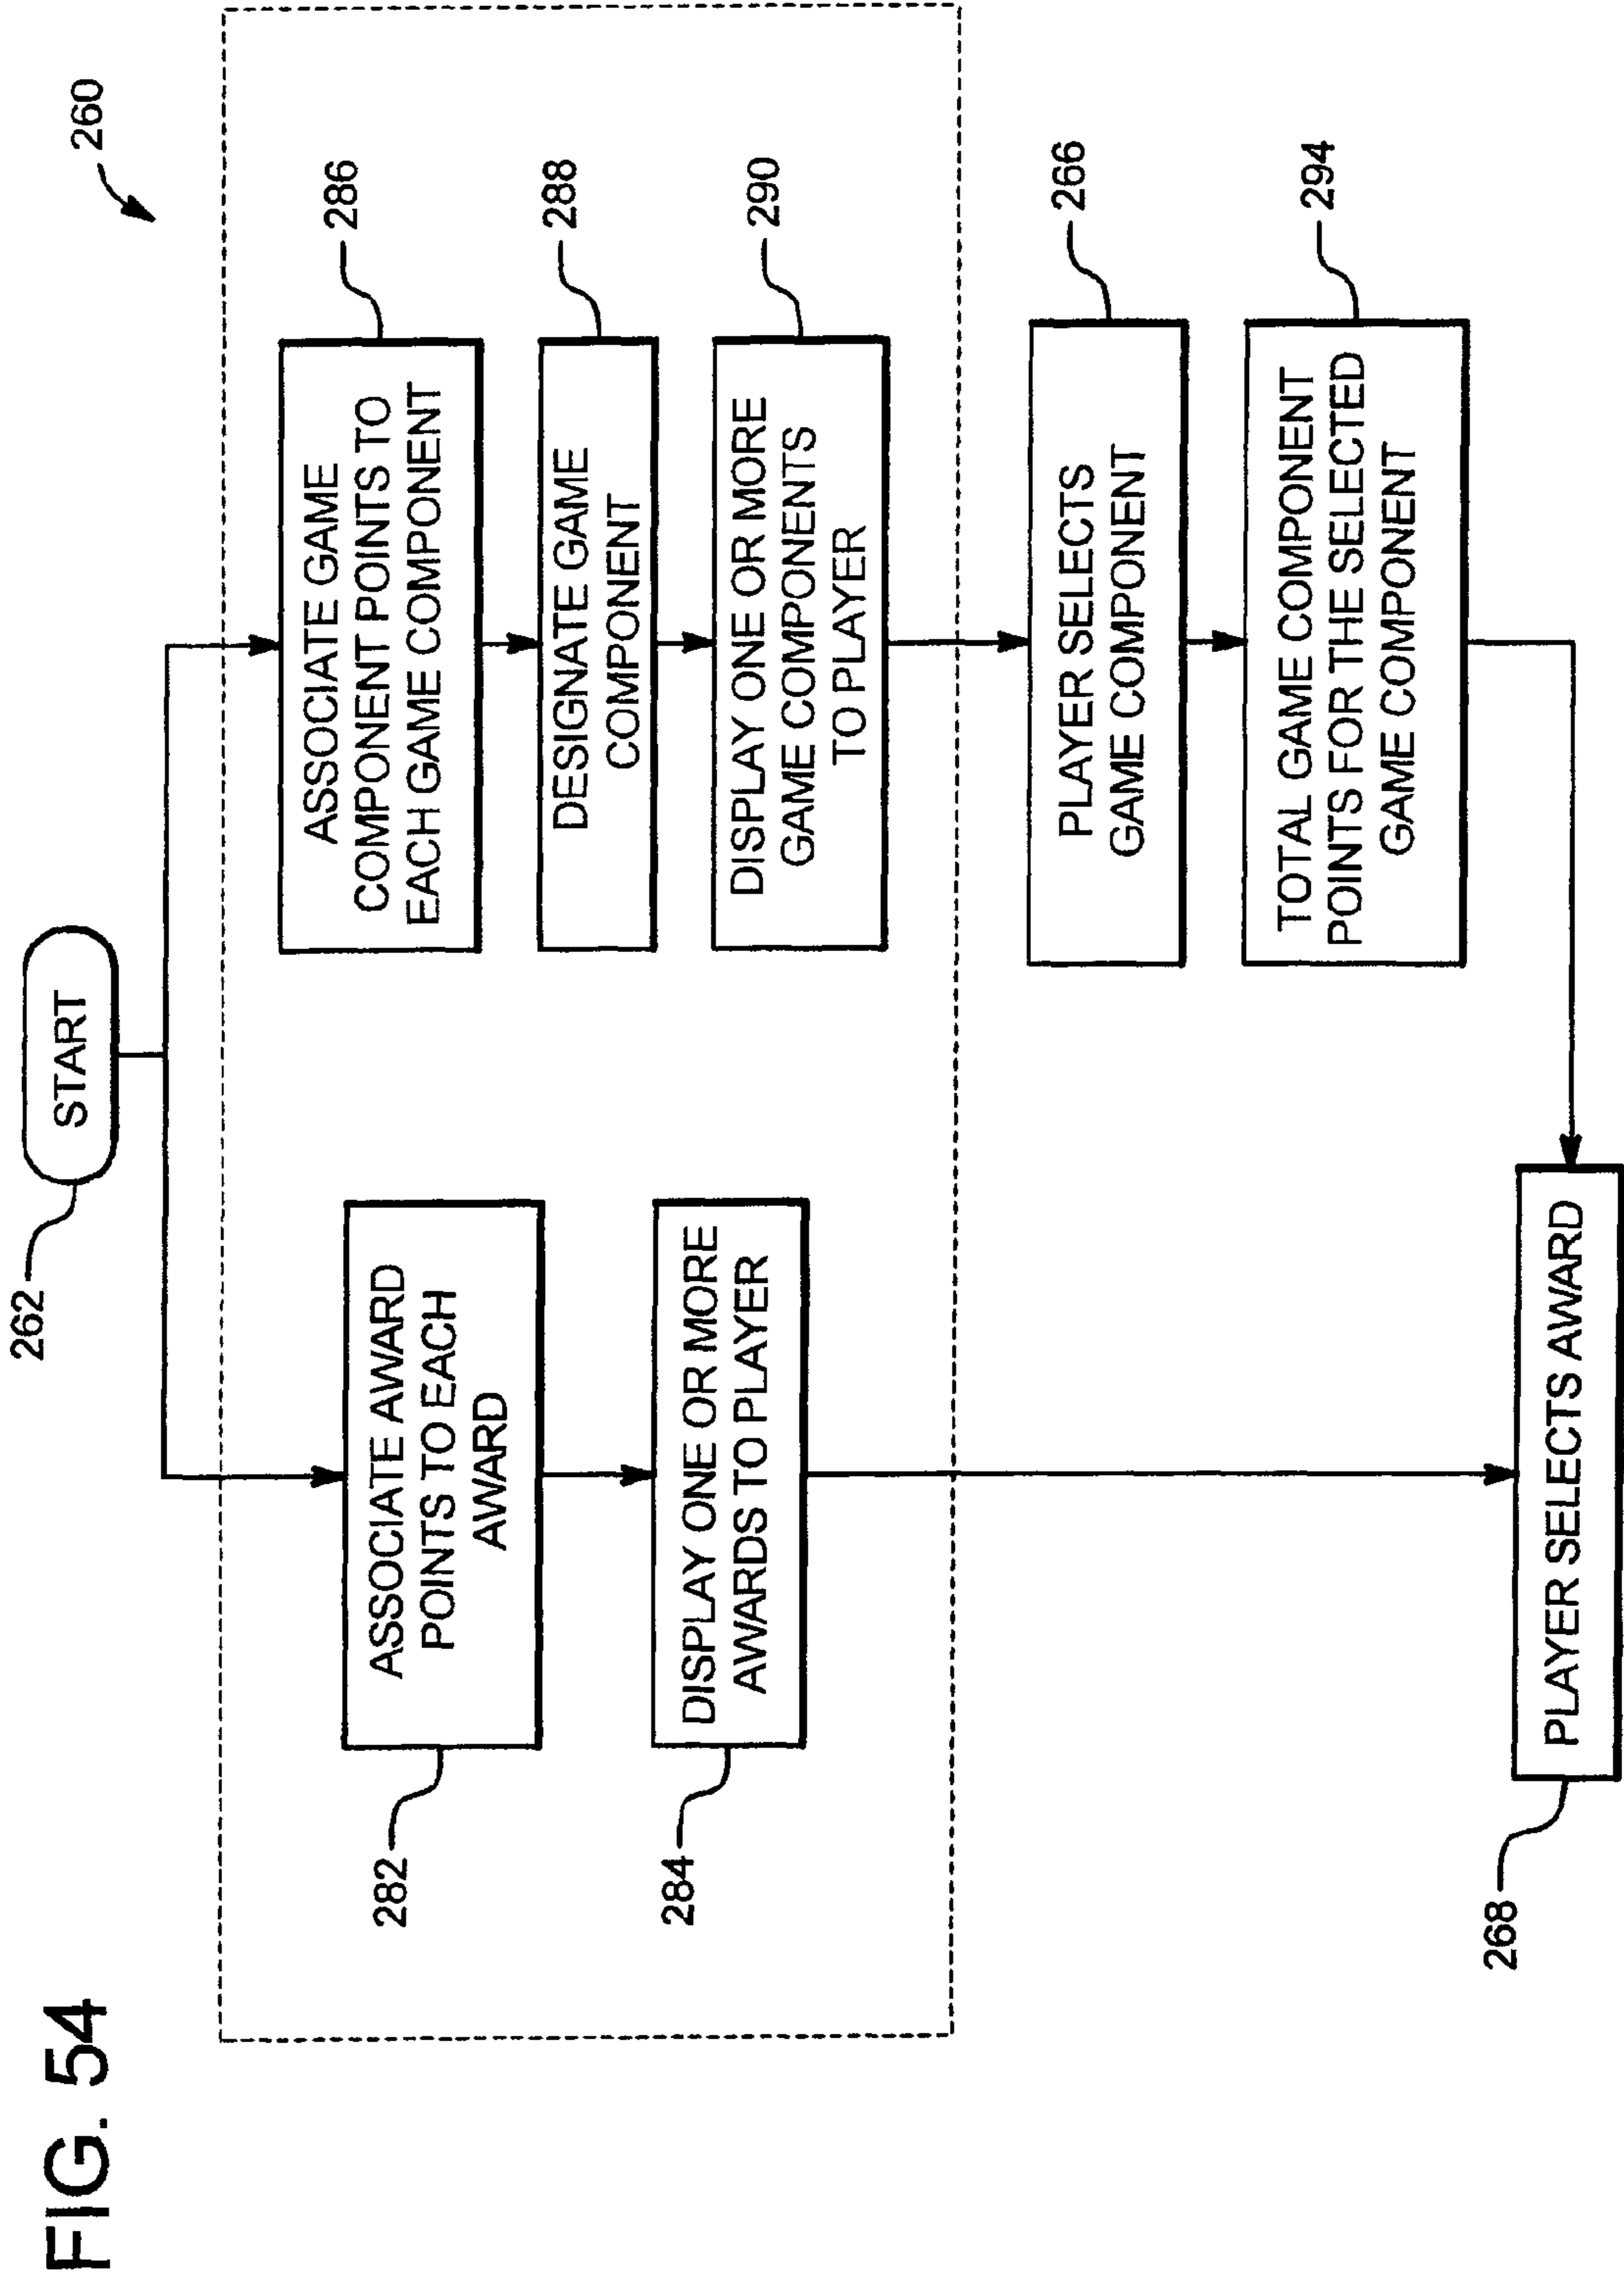 FIG. 54
260
262
START
282
ASSOCIATE AWARD
POINTS TO EACH
AWARD
284
DISPLAY ONE OR MORE
AWARDS TO PLAYER
286
ASSOCIATE GAME
COMPONENT POINTS TO
EACH GAME COMPONENT
288
DESIGNATE GAME
COMPONENT
290
DISPLAY ONE OR MORE
GAME COMPONENTS
TO PLAYER
266
PLAYER SELECTS
GAME COMPONENT
294
TOTAL GAME COMPONENT
POINTS FOR THE SELECTED
GAME COMPONENT
268
PLAYER SELECTS AWARD